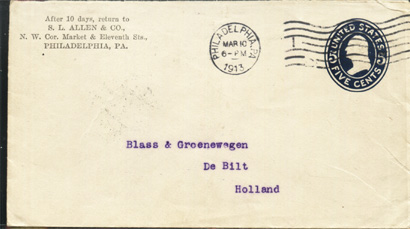 After 10 days, return to
S. L. ALLEN & CO.,
N. W. Cor. Market & Eleventh Sts.,
PHILADELPHIA, PA.
PHILADELPHIA, PA.
MAR 10
6-PM
1913
UNITED STATES
FIVE CENTS
Blass & Groenewegen
De Bilt
Holland